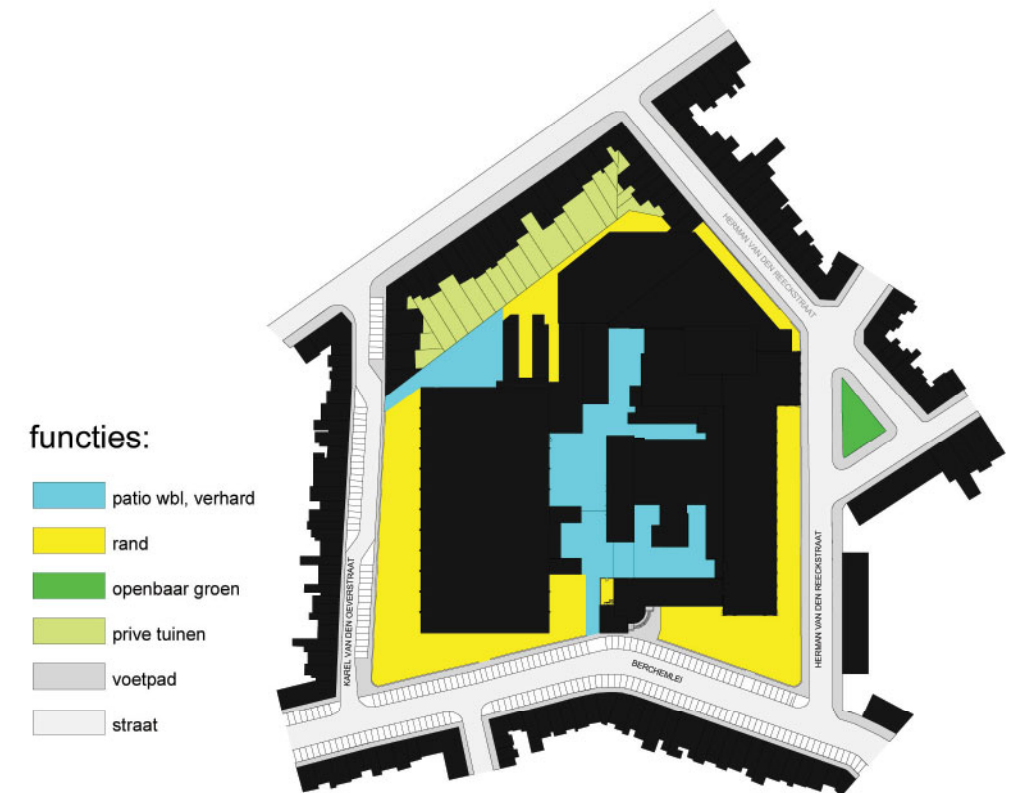 functies:
patio wbl, verhard
rand
openbaar groen
prive tuinen
voetpad
straat
HERMAN VAN DEN REECKSTRAAT
KAREL VAN DEN OEVERSTRAAT
BERCHEMLEI
HERMAN VAN DEN REECKSTRAAT